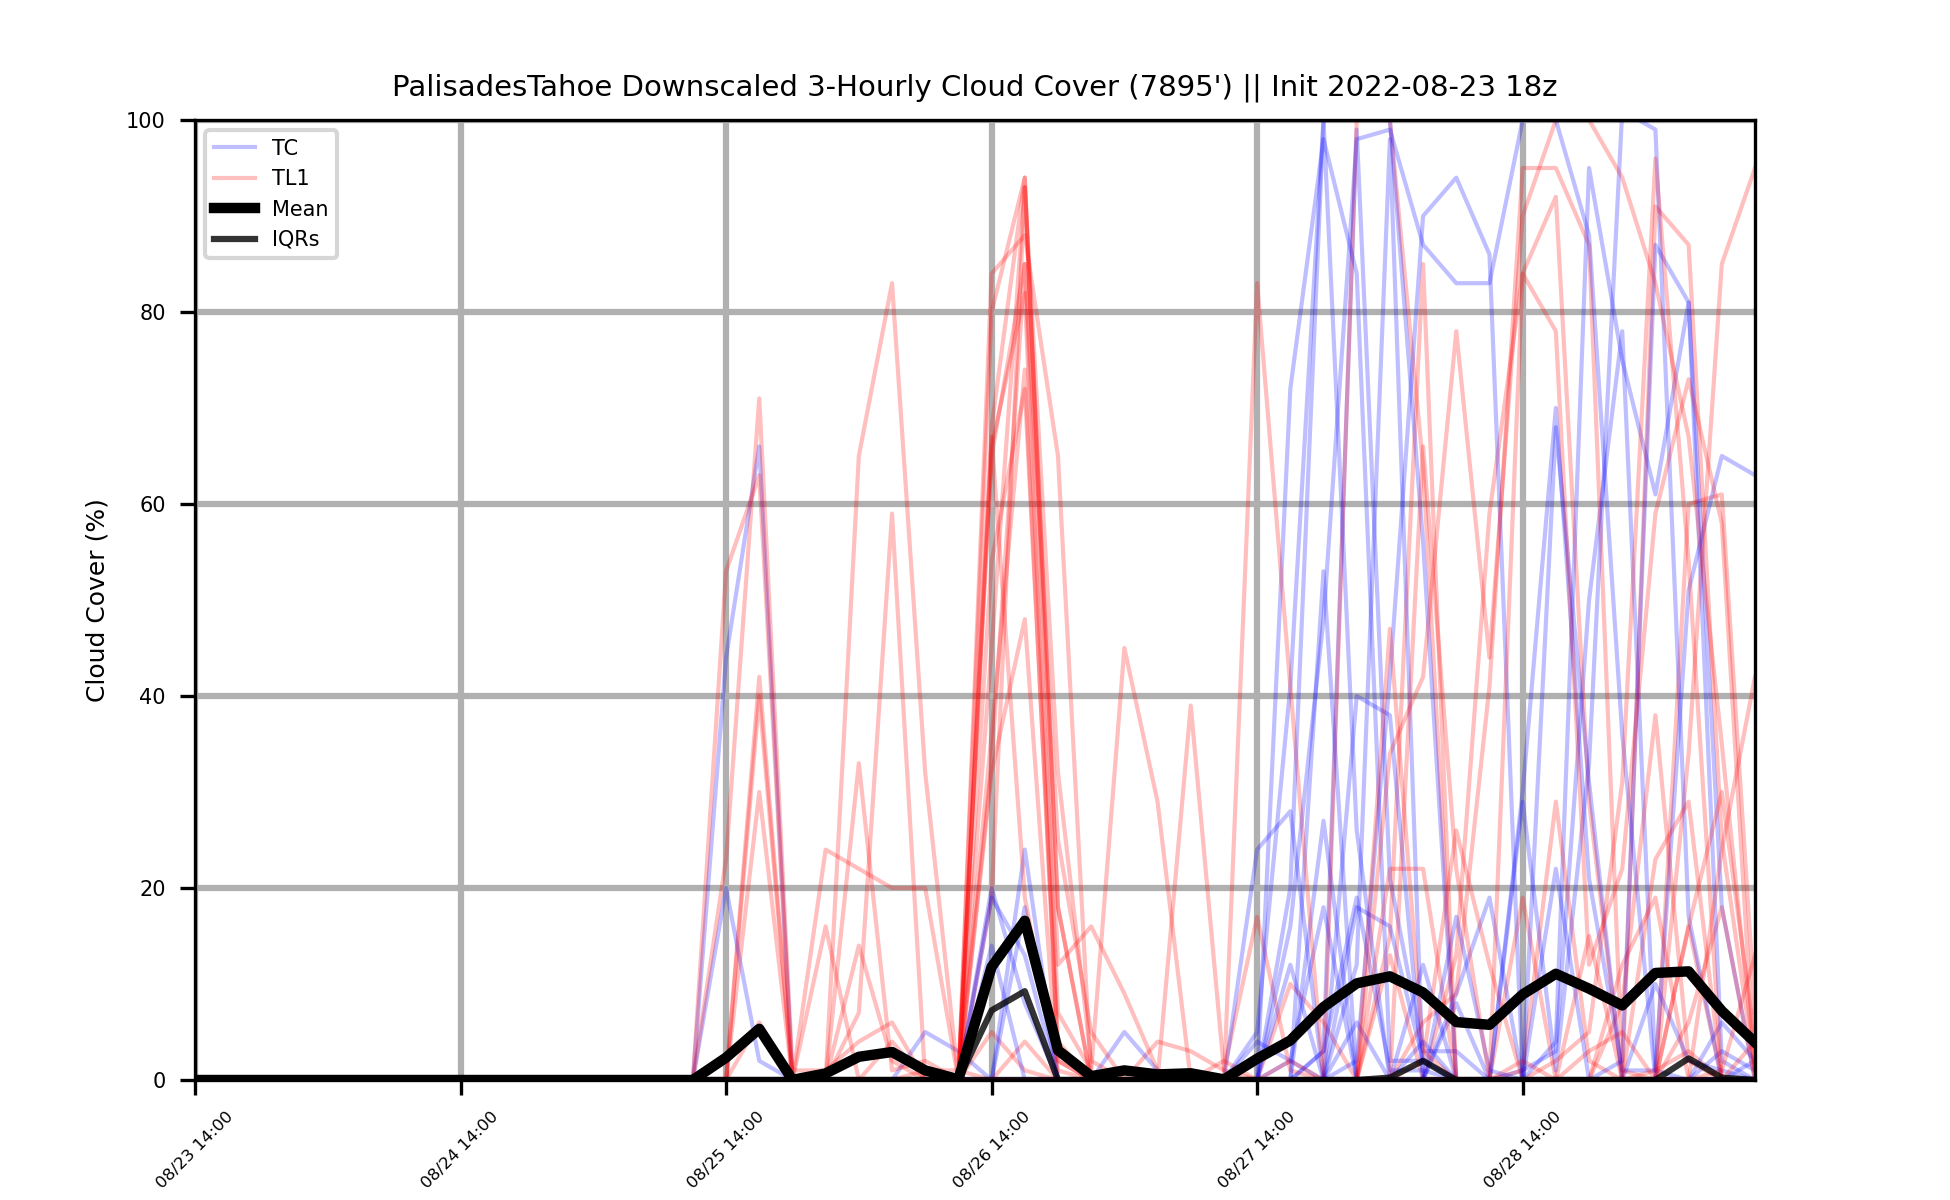 PalisadesTahoe Downscaled 3-Hourly Cloud Cover (7895') || Init 2022-08-23 18z
TC
TL1
Mean
IQRs
Cloud Cover (%)
100
80
60
40
20
0
08/23 14:00
08/24 14:00
08/25 14:00
08/26 14:00
08/27 14:00
08/28 14:00